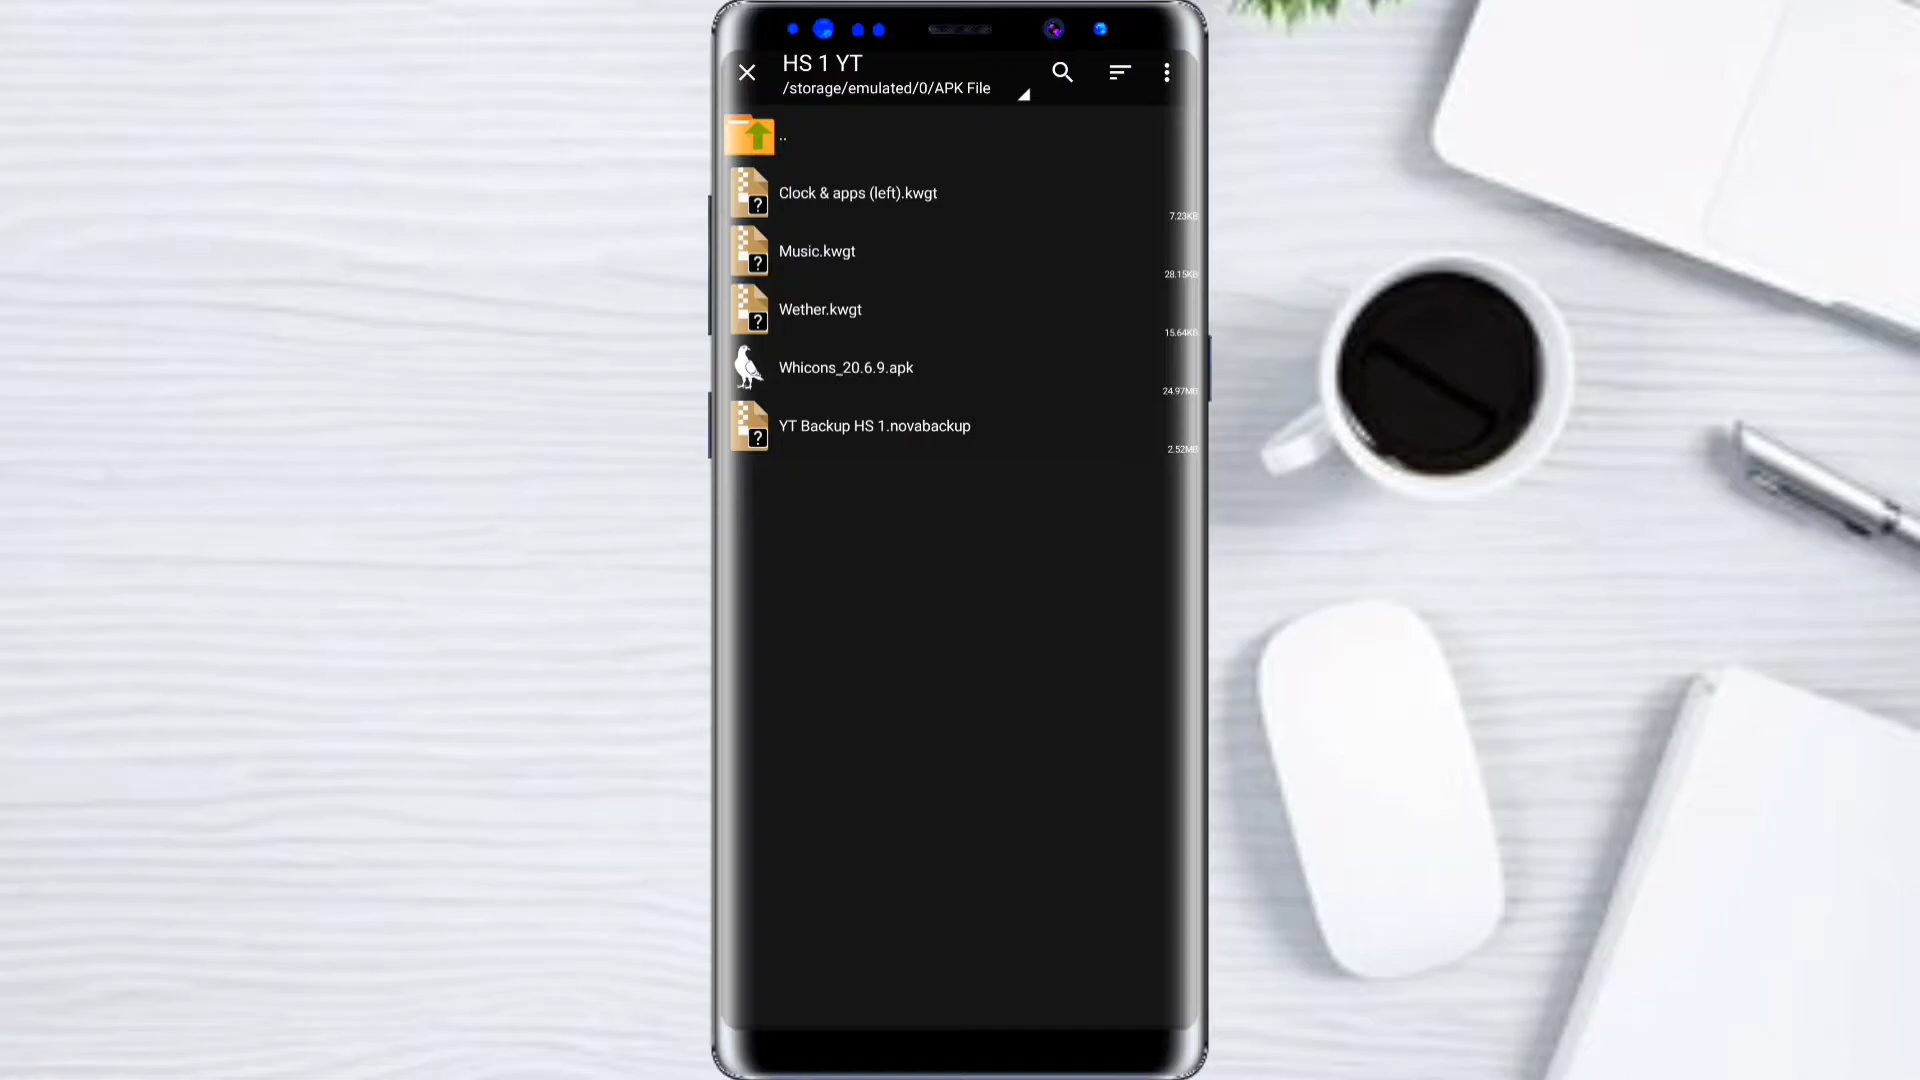 HS 1 YT
/storage/emulated/0/APK File
..
Clock & apps (left).kwgt
7.23KB
Music.kwgt
28.15KB
Wether.kwgt
15.64KB
Whicons_20.6.9.apk
24.97MB
YT Backup HS 1.novabackup
2.52MB